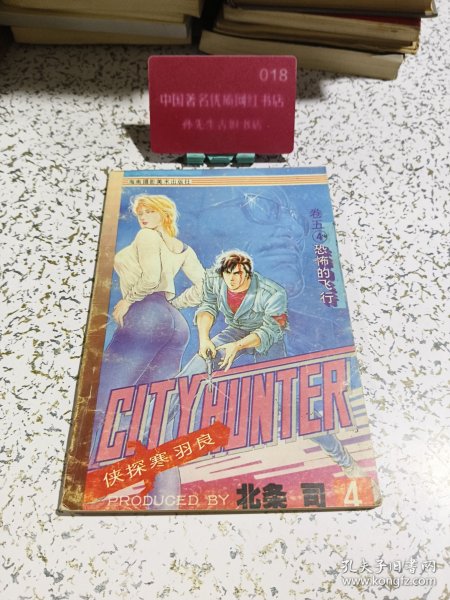 018
中国著名优质网红书店
孙先生古旧书店
海南摄影美术出版社
卷五④恐怖的飞行
CITYHUNTER
侠探寒羽良
PRODUCED BY 北条 司 4
孔夫子旧书网
www.kongfz.com